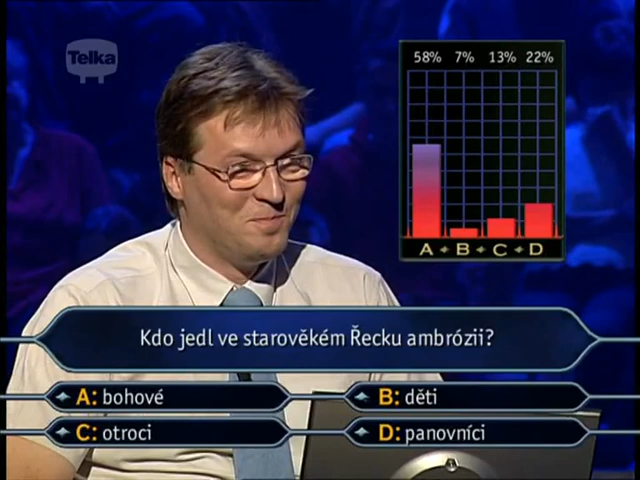 Telka
58% 7% 13% 22%
A B C D
Kdo jedl ve starověkém Řecku ambrózii?
A: bohové
B: děti
C: otroci
D: panovníci